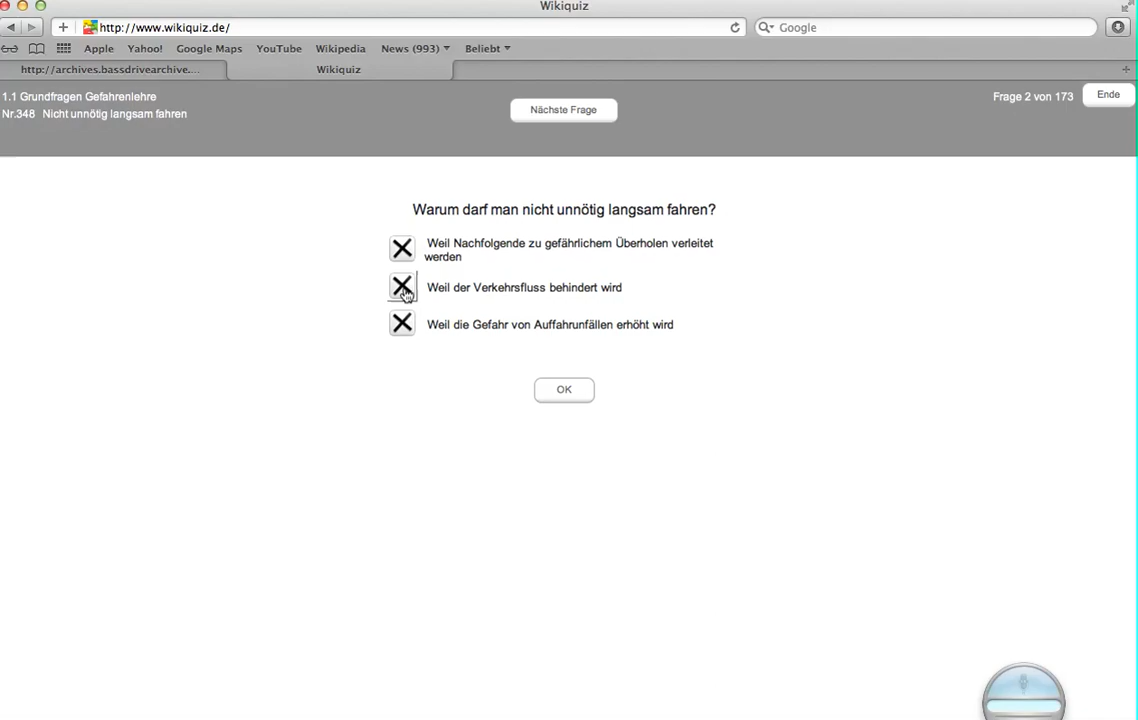 Wikiquiz
http://www.wikiquiz.de/
Google
Apple Yahoo! Google Maps YouTube Wikipedia News (993) Beliebt
http://archives.bassdrivearchive.... Wikiquiz
1.1 Grundfragen Gefahrenlehre
Nr.348 Nicht unnötig langsam fahren
Nächste Frage
Frage 2 von 173
Ende
Warum darf man nicht unnötig langsam fahren?
Weil Nachfolgende zu gefährlichem Überholen verleitet
werden
Weil der Verkehrsfluss behindert wird
Weil die Gefahr von Auffahrunfällen erhöht wird
OK